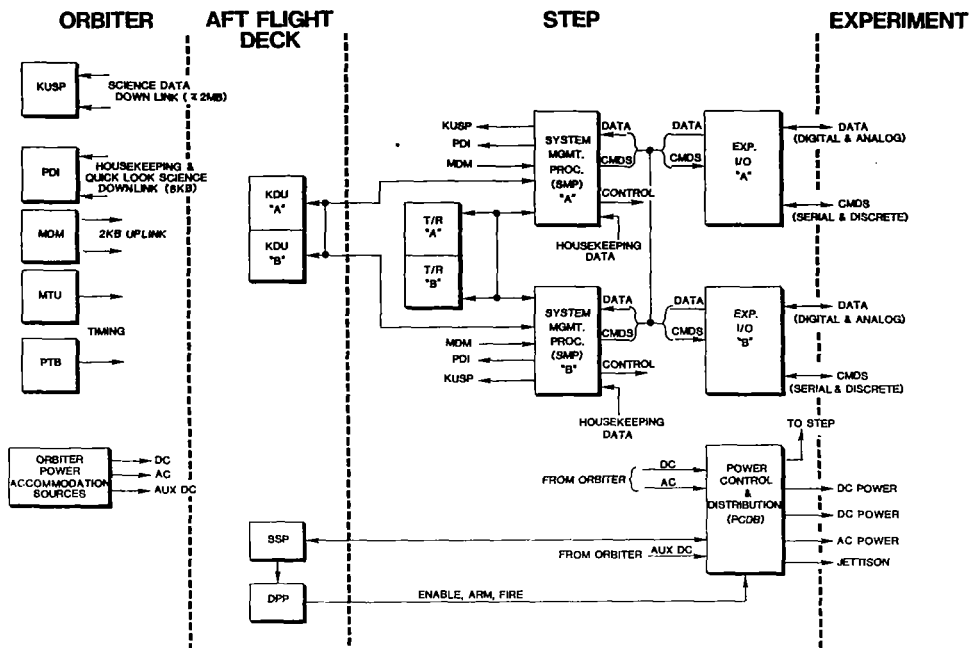 ORBITER
AFT FLIGHT
DECK
STEP
EXPERIMENT
KUSP
SCIENCE DATA
DOWN LINK (≤2MB)
PDI
HOUSEKEEPING &
QUICK LOOK SCIENCE
DOWNLINK (8KB)
MDM
2KB UPLINK
MTU
TIMING
PTB
ORBITER
POWER
ACCOMMODATION
SOURCES
DC
AC
AUX DC
KDU
"A"
KDU
"B"
SSP
DPP
ENABLE, ARM, FIRE
T/R
"A"
T/R
"B"
KUSP
PDI
MDM
SYSTEM
MGMT.
PROC.
(SMP)
"A"
DATA
CMDS
CONTROL
HOUSEKEEPING
DATA
DATA
CMDS
EXP.
I/O
"A"
DATA
(DIGITAL & ANALOG)
CMDS
(SERIAL & DISCRETE)
MDM
PDI
KUSP
SYSTEM
MGMT.
PROC.
(SMP)
"B"
DATA
CMDS
CONTROL
HOUSEKEEPING
DATA
DATA
CMDS
EXP.
I/O
"B"
DATA
(DIGITAL & ANALOG)
CMDS
(SERIAL & DISCRETE)
TO STEP
FROM ORBITER
DC
AC
FROM ORBITER
AUX DC
POWER
CONTROL
&
DISTRIBUTION
(PCDB)
DC POWER
DC POWER
AC POWER
JETTISON